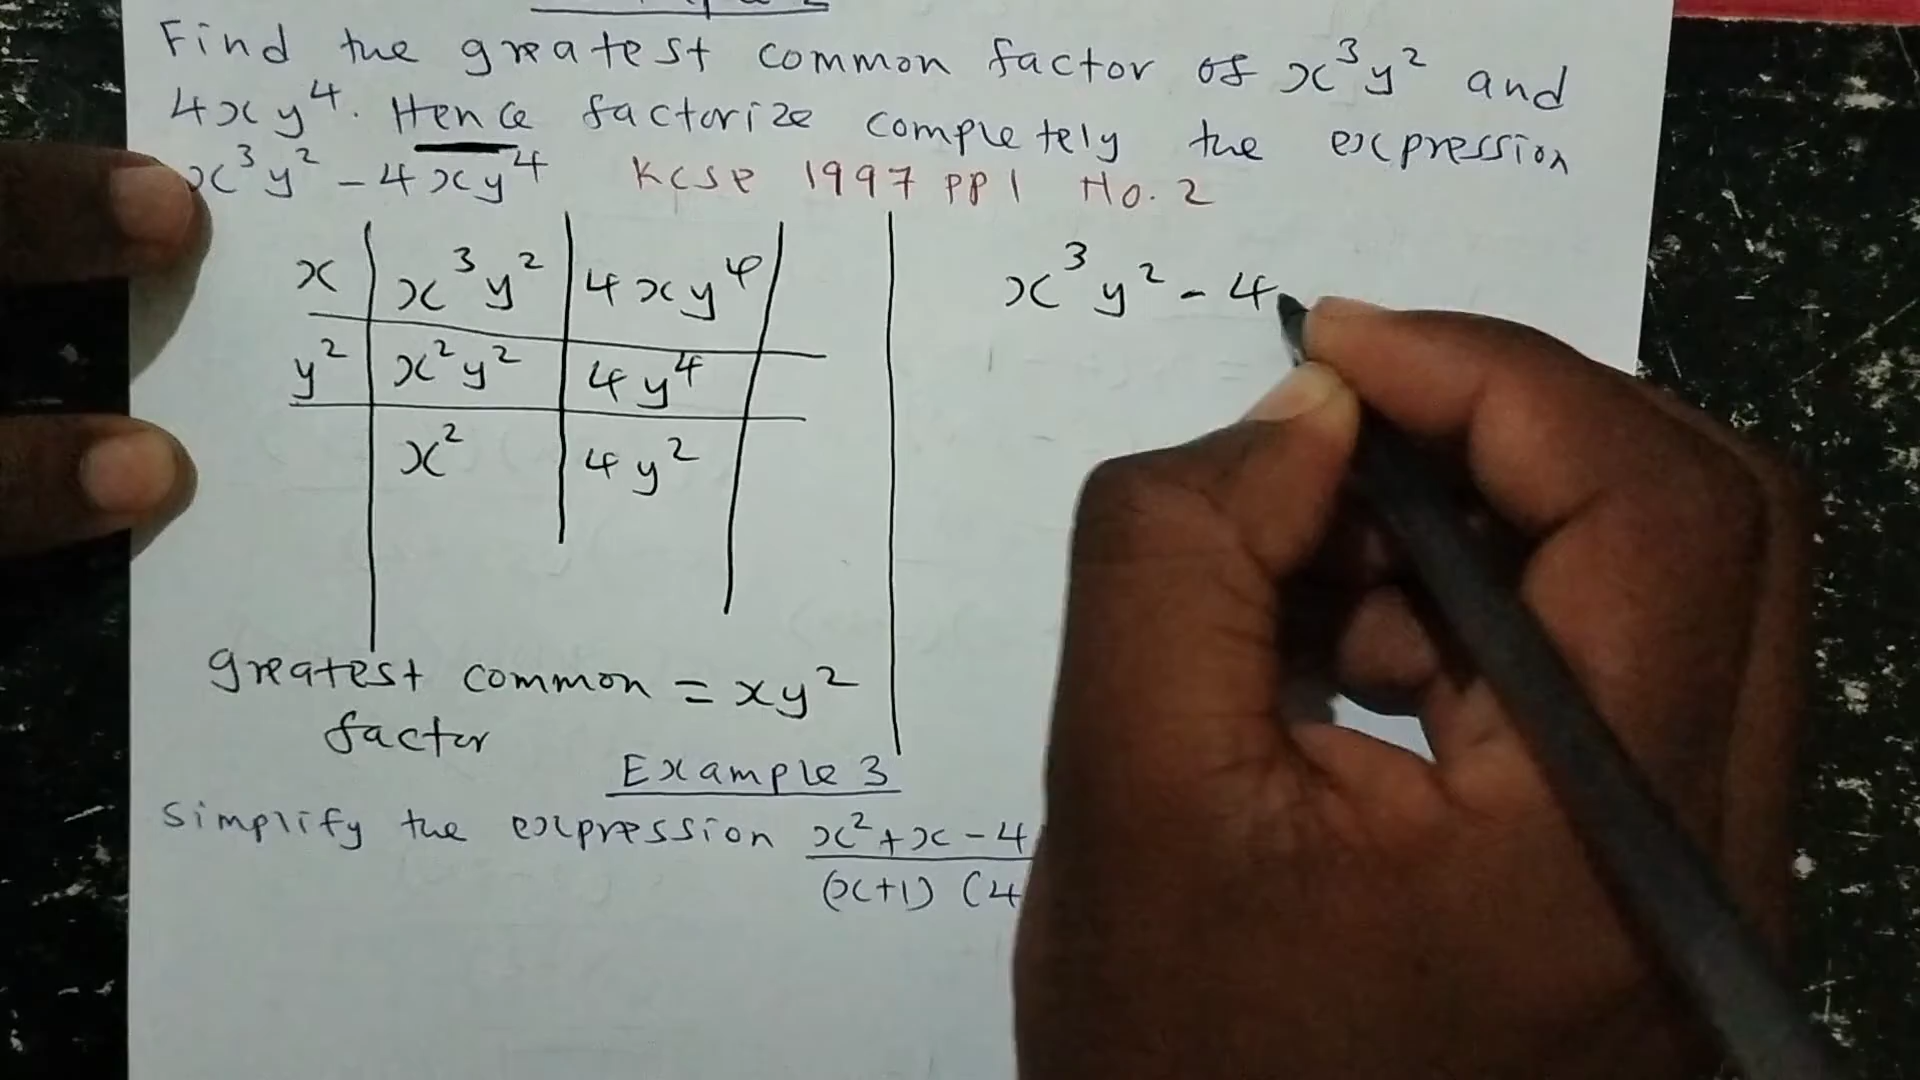 Find the greatest common factor of x³y² and
4xy⁴. Hence factorize completely the expression
x³y² - 4xy⁴ KCSE 1997 PP1 No. 2
x | x³y² | 4xy⁴
y² | x²y² | 4y⁴
x² | 4y²
x³y² - 4
greatest common = xy²
factor
Example 3
Simplify the expression x²+x-4
(x+1) (4